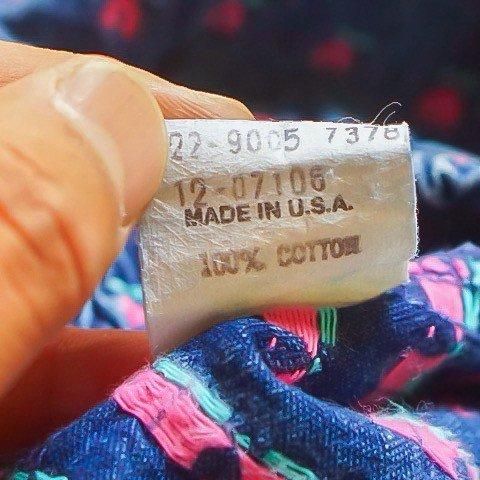 22-9005 7376
12-07106
MADE IN U.S.A.
100% COTTON